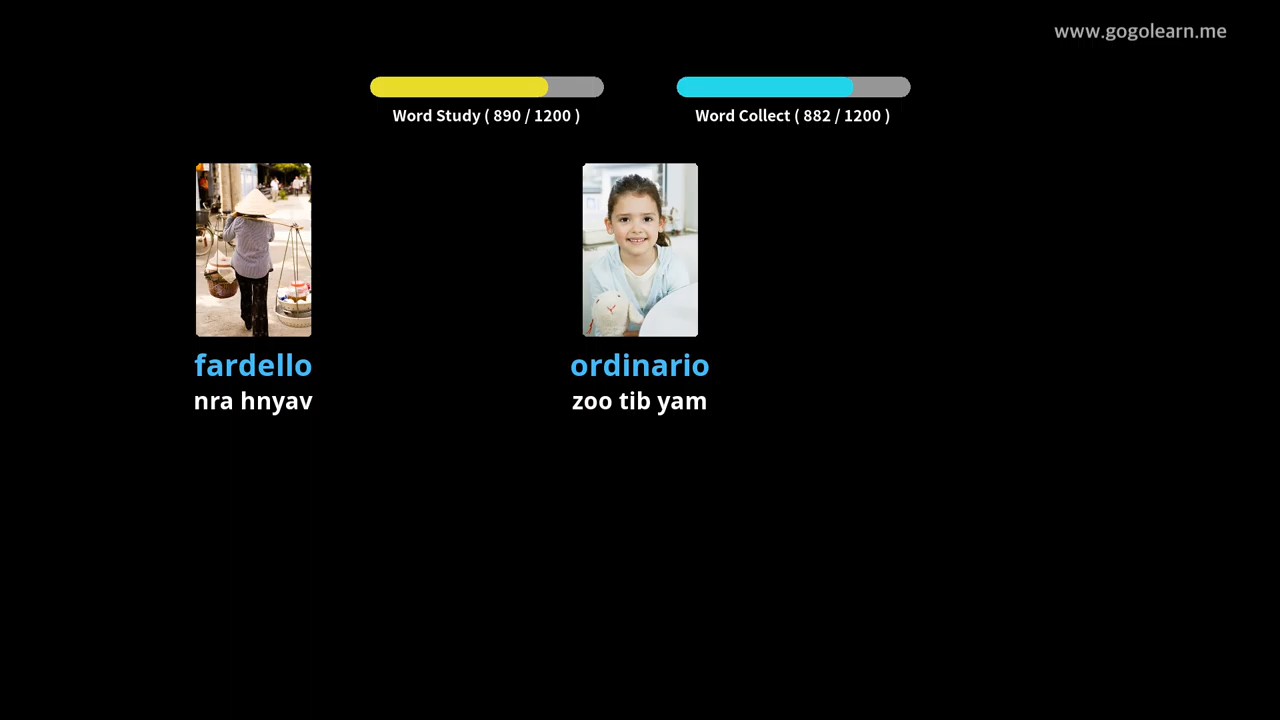 www.gogolearn.me
Word Study ( 890 / 1200 )
Word Collect ( 882 / 1200 )
fardello
nra hnyav
ordinario
zoo tib yam